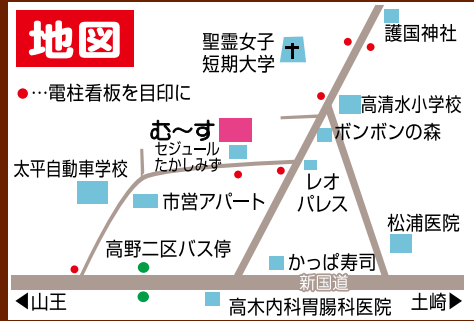 地図
護国神社
聖霊女子
短期大学
●…電柱看板を目印に
高清水小学校
む〜す
ボンボンの森
セジュール
たかしみず
太平自動車学校
レオ
パレス
市営アパート
松浦医院
高野二区バス停
かっぱ寿司
新国道
◀山王
高木内科胃腸科医院
土崎▶